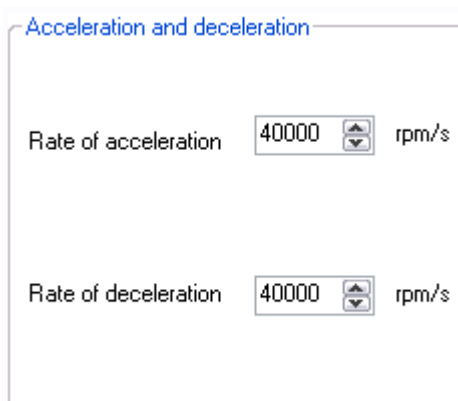 Acceleration and deceleration
Rate of acceleration 40000 rpm/s
Rate of deceleration 40000 rpm/s